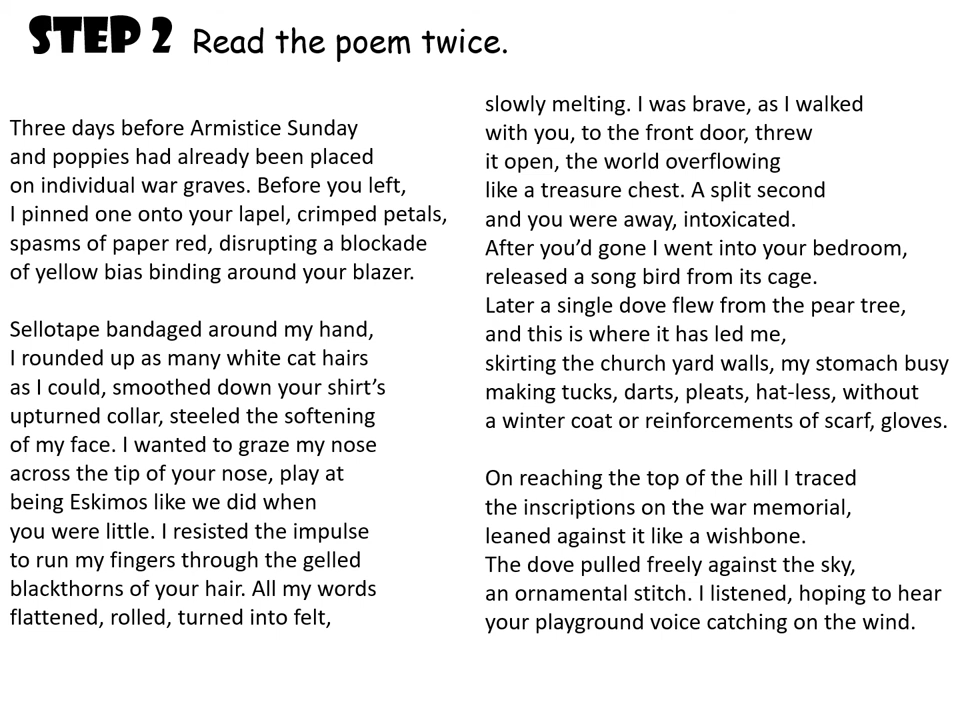 STEP 2 Read the poem twice.
Three days before Armistice Sunday
and poppies had already been placed
on individual war graves. Before you left,
I pinned one onto your lapel, crimped petals,
spasms of paper red, disrupting a blockade
of yellow bias binding around your blazer.
Sellotape bandaged around my hand,
I rounded up as many white cat hairs
as I could, smoothed down your shirt’s
upturned collar, steeled the softening
of my face. I wanted to graze my nose
across the tip of your nose, play at
being Eskimos like we did when
you were little. I resisted the impulse
to run my fingers through the gelled
blackthorns of your hair. All my words
flattened, rolled, turned into felt,
slowly melting. I was brave, as I walked
with you, to the front door, threw
it open, the world overflowing
like a treasure chest. A split second
and you were away, intoxicated.
After you’d gone I went into your bedroom,
released a song bird from its cage.
Later a single dove flew from the pear tree,
and this is where it has led me,
skirting the church yard walls, my stomach busy
making tucks, darts, pleats, hat-less, without
a winter coat or reinforcements of scarf, gloves.
On reaching the top of the hill I traced
the inscriptions on the war memorial,
leaned against it like a wishbone.
The dove pulled freely against the sky,
an ornamental stitch. I listened, hoping to hear
your playground voice catching on the wind.